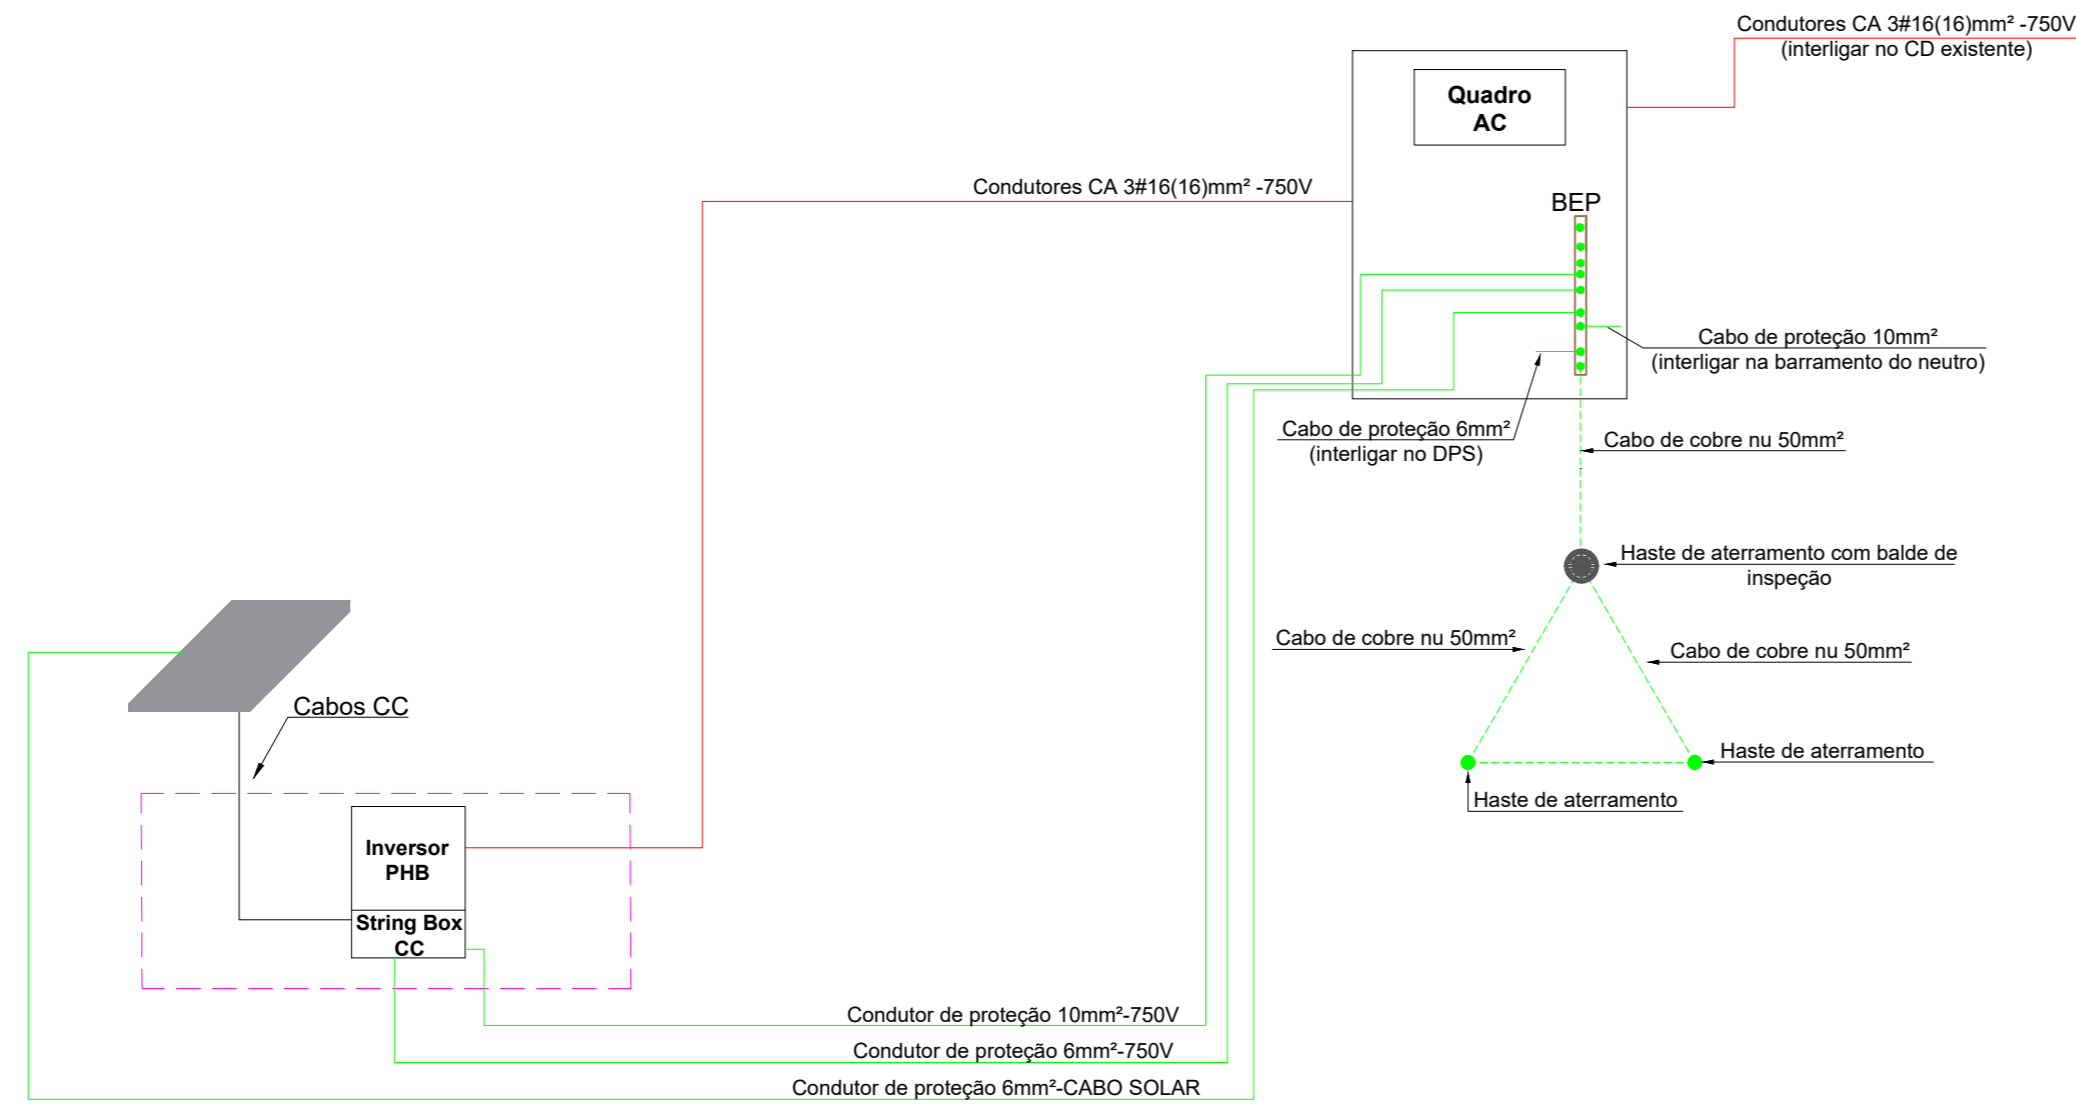 Condutores CA 3#16(16)mm² -750V
(interligar no CD existente)
Quadro
AC
Condutores CA 3#16(16)mm² -750V
BEP
Cabo de proteção 10mm²
(interligar na barramento do neutro)
Cabo de proteção 6mm²
(interligar no DPS)
Cabo de cobre nu 50mm²
Haste de aterramento com balde de
inspeção
Cabo de cobre nu 50mm²
Cabo de cobre nu 50mm²
Cabos CC
Haste de aterramento
Haste de aterramento
Inversor
PHB
String Box
CC
Condutor de proteção 10mm²-750V
Condutor de proteção 6mm²-750V
Condutor de proteção 6mm²-CABO SOLAR